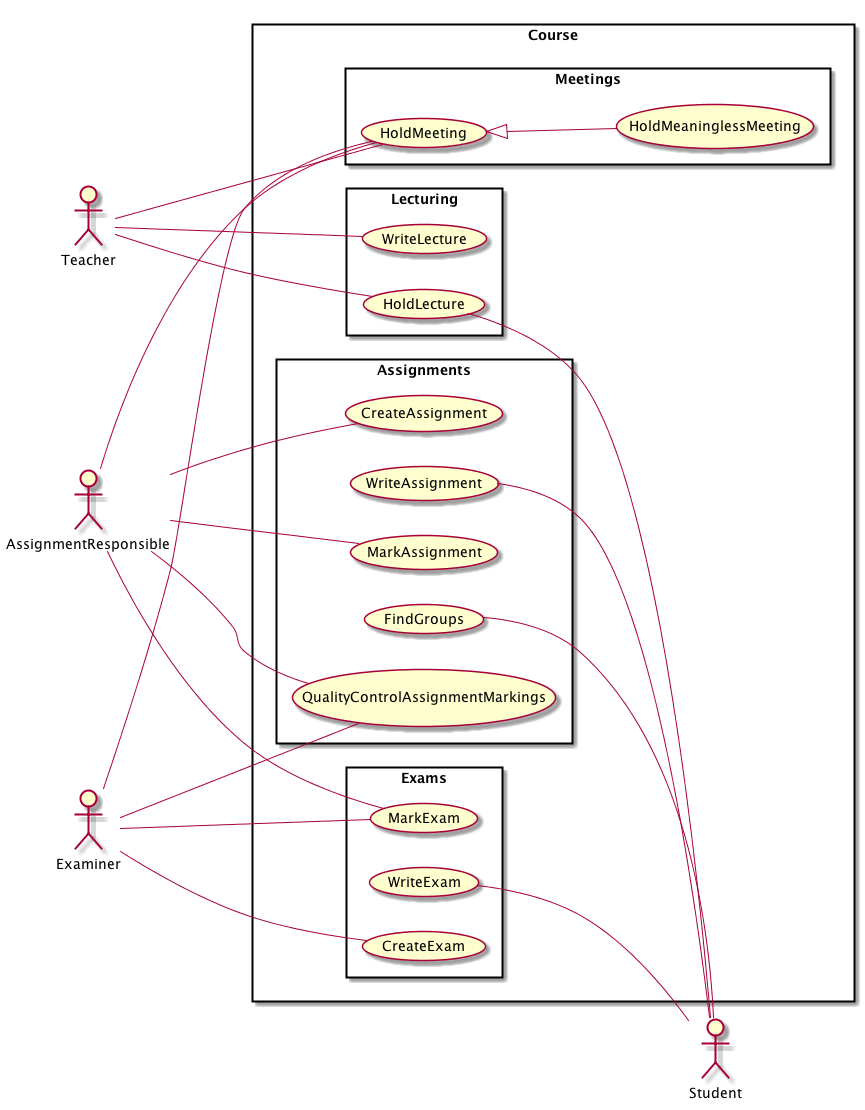 Course
Meetings
HoldMeeting
HoldMeaninglessMeeting
Lecturing
WriteLecture
HoldLecture
Teacher
Assignments
CreateAssignment
WriteAssignment
MarkAssignment
FindGroups
QualityControlAssignmentMarkings
AssignmentResponsible
Exams
MarkExam
WriteExam
CreateExam
Examiner
Student